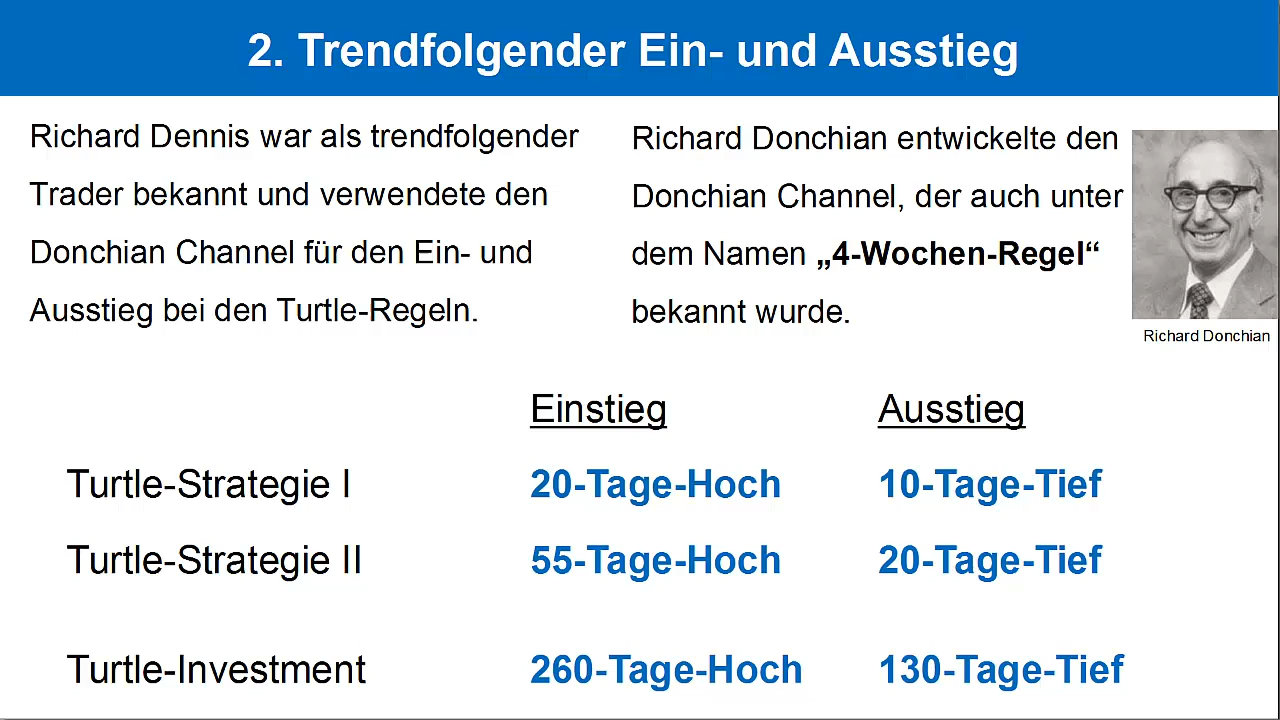 2. Trendfolgender Ein- und Ausstieg
Richard Dennis war als trendfolgender
Trader bekannt und verwendete den
Donchian Channel für den Ein- und
Ausstieg bei den Turtle-Regeln.
Richard Donchian entwickelte den
Donchian Channel, der auch unter
dem Namen „4-Wochen-Regel“
bekannt wurde.
Richard Donchian
Einstieg Ausstieg
Turtle-Strategie I 20-Tage-Hoch 10-Tage-Tief
Turtle-Strategie II 55-Tage-Hoch 20-Tage-Tief
Turtle-Investment 260-Tage-Hoch 130-Tage-Tief